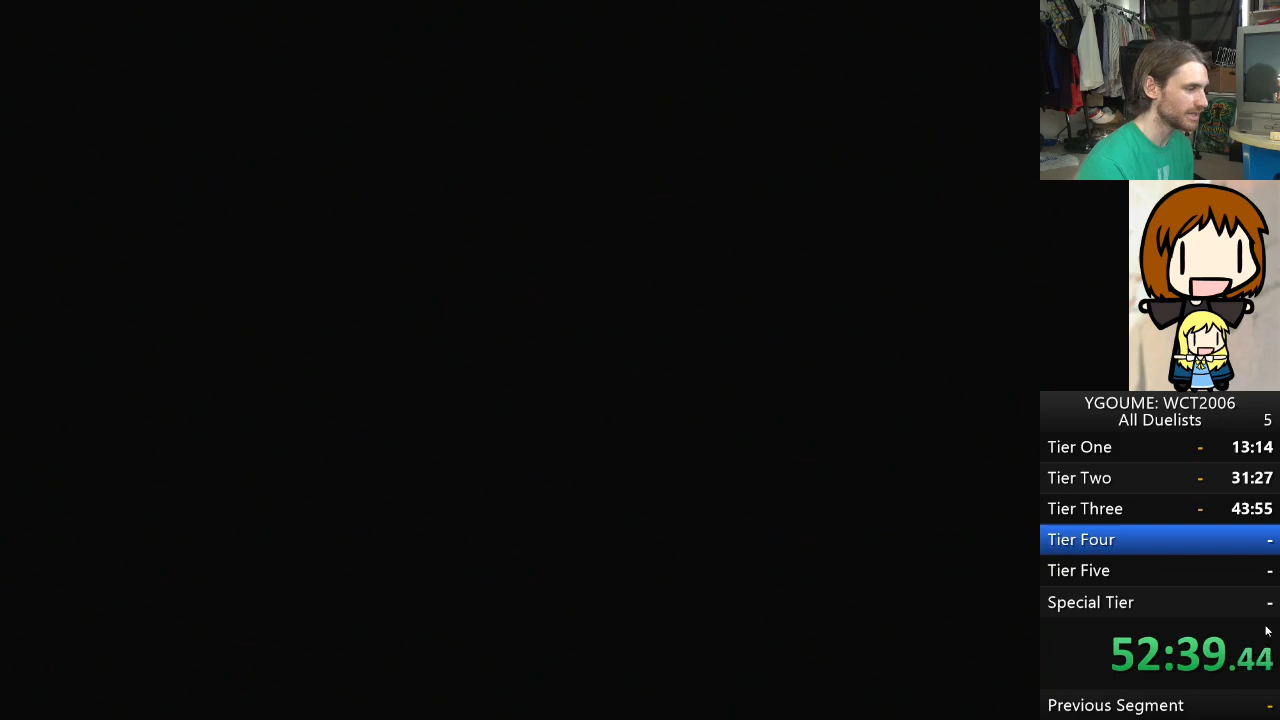 YGOUME: WCT2006
All Duelists 5
Tier One - 13:14
Tier Two - 31:27
Tier Three - 43:55
Tier Four -
Tier Five -
Special Tier -
52:39.44
Previous Segment -